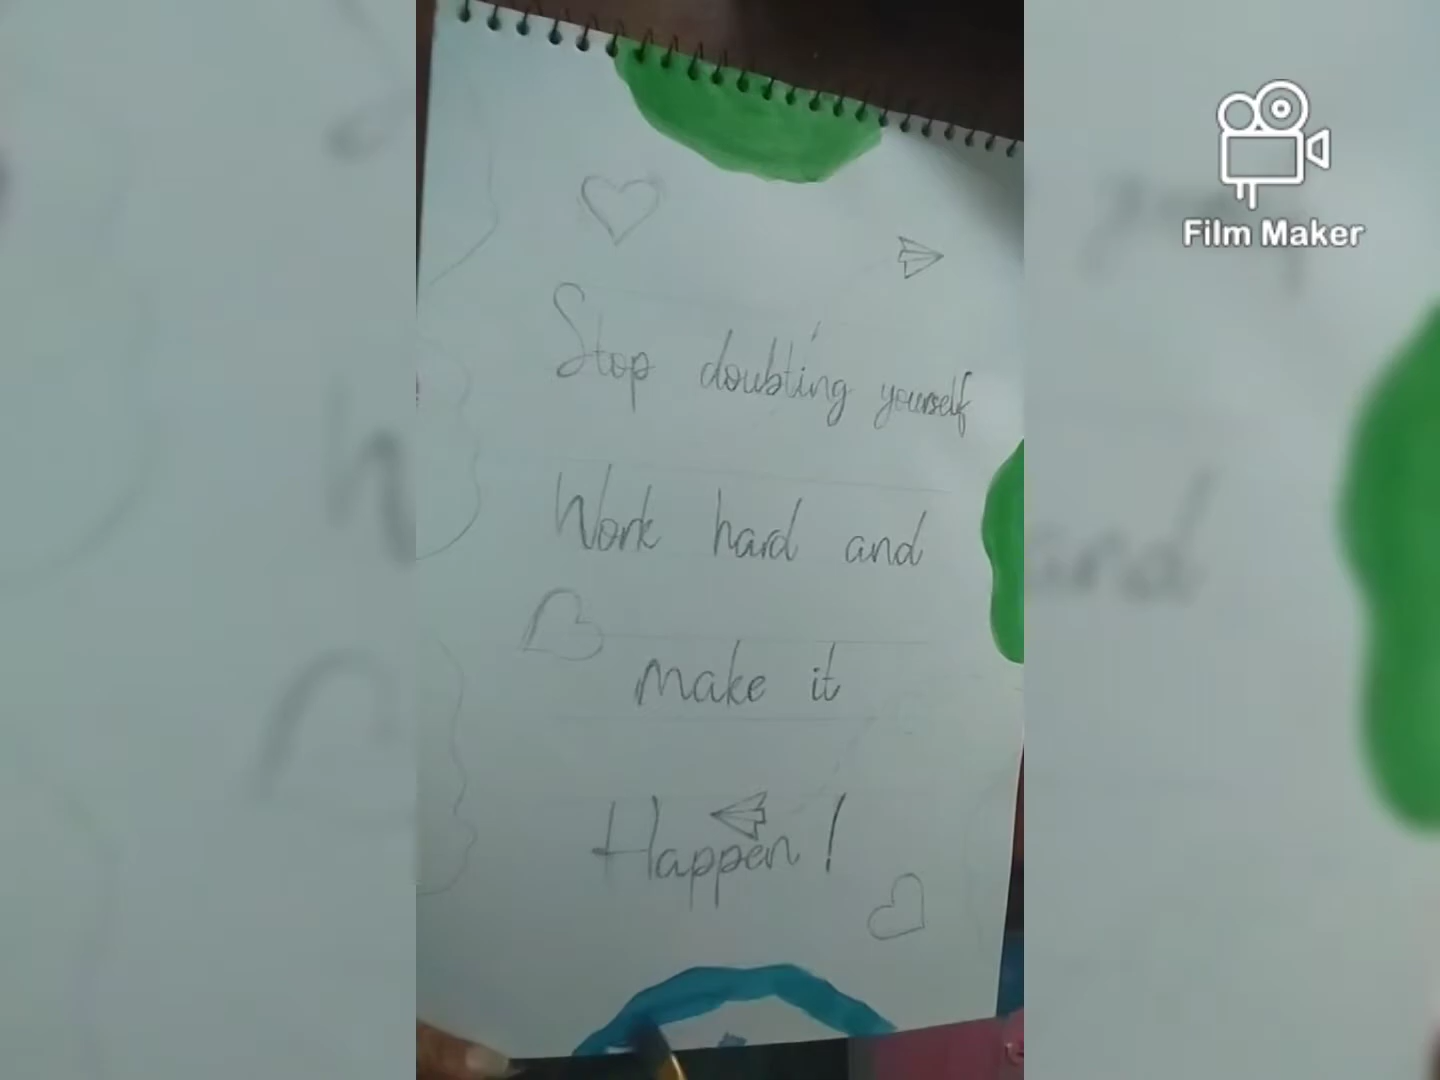 Film Maker
Stop doubting yourself
Work hard and
make it
Happen!